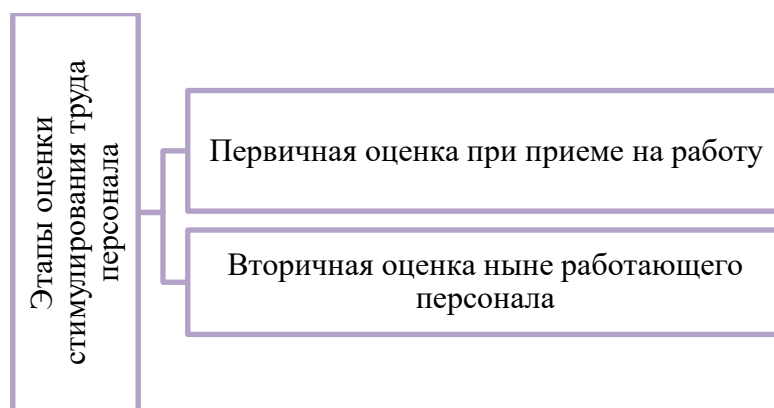 Этапы оценки
стимулирования труда
персонала
Первичная оценка при приеме на работу
Вторичная оценка ныне работающего
персонала